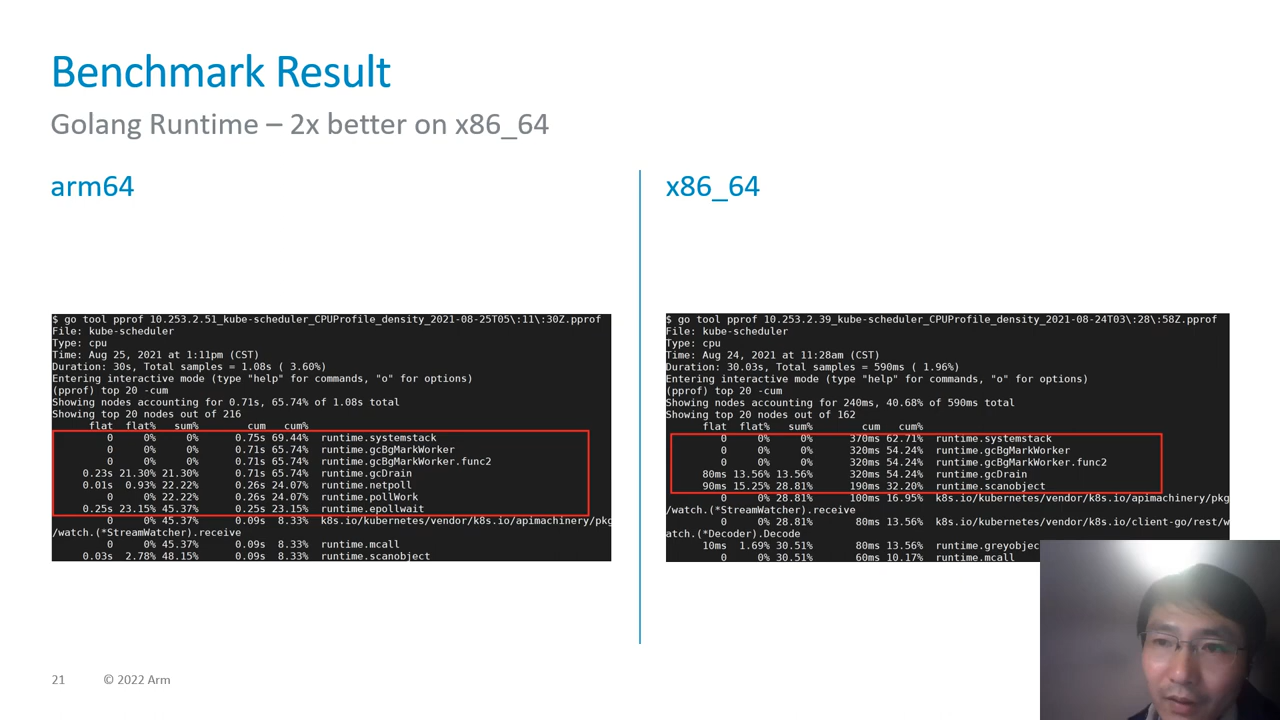 Benchmark Result
Golang Runtime – 2x better on x86_64
arm64
$ go tool pprof 10.253.2.51_kube-scheduler_CPUProfile_density_2021-08-25T05\:11\:30Z.pprof
File: kube-scheduler
Type: cpu
Time: Aug 25, 2021 at 1:11pm (CST)
Duration: 30s, Total samples = 1.08s ( 3.60%)
Entering interactive mode (type "help" for commands, "o" for options)
(pprof) top 20 -cum
Showing nodes accounting for 0.71s, 65.74% of 1.08s total
Showing top 20 nodes out of 216
flat flat% sum% cum cum%
0 0% 0% 0.75s 69.44% runtime.systemstack
0 0% 0% 0.71s 65.74% runtime.gcBgMarkWorker
0 0% 0% 0.71s 65.74% runtime.gcBgMarkWorker.func2
0.23s 21.30% 21.30% 0.71s 65.74% runtime.gcDrain
0.01s 0.93% 22.22% 0.26s 24.07% runtime.netpoll
0 0% 22.22% 0.26s 24.07% runtime.pollWork
0.25s 23.15% 45.37% 0.25s 23.15% runtime.epollwait
0 0% 45.37% 0.09s 8.33% k8s.io/kubernetes/vendor/k8s.io/apimachinery/pkg
/watch.(*StreamWatcher).receive
0 0% 45.37% 0.09s 8.33% runtime.mcall
0.03s 2.78% 48.15% 0.09s 8.33% runtime.scanobject
x86_64
$ go tool pprof 10.253.2.39_kube-scheduler_CPUProfile_density_2021-08-24T03\:28\:58Z.pprof
File: kube-scheduler
Type: cpu
Time: Aug 24, 2021 at 11:28am (CST)
Duration: 30.03s, Total samples = 590ms ( 1.96%)
Entering interactive mode (type "help" for commands, "o" for options)
(pprof) top 20 -cum
Showing nodes accounting for 240ms, 40.68% of 590ms total
Showing top 20 nodes out of 162
flat flat% sum% cum cum%
0 0% 0% 370ms 62.71% runtime.systemstack
0 0% 0% 320ms 54.24% runtime.gcBgMarkWorker
0 0% 0% 320ms 54.24% runtime.gcBgMarkWorker.func2
80ms 13.56% 13.56% 320ms 54.24% runtime.gcDrain
90ms 15.25% 28.81% 190ms 32.20% runtime.scanobject
0 0% 28.81% 100ms 16.95% k8s.io/kubernetes/vendor/k8s.io/apimachinery/pkg
/watch.(*StreamWatcher).receive
0 0% 28.81% 80ms 13.56% k8s.io/kubernetes/vendor/k8s.io/client-go/rest/w
atch.(*Decoder).Decode
10ms 1.69% 30.51% 80ms 13.56% runtime.greyobjec
0 0% 30.51% 60ms 10.17% runtime.mcall
21 © 2022 Arm